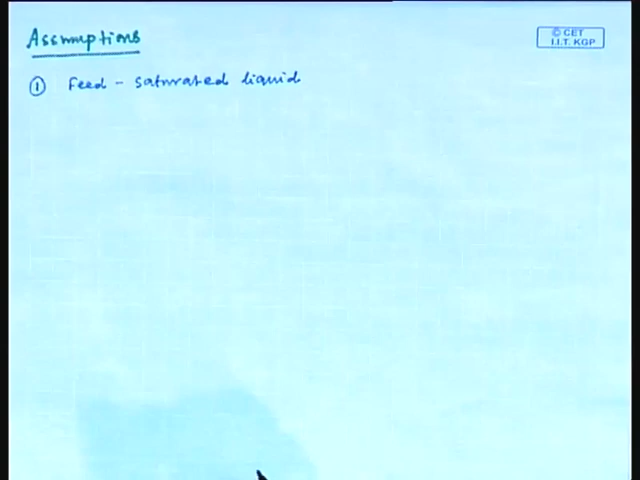 Assumptions
© CET
I.I.T. KGP
① Feed - saturated liquid